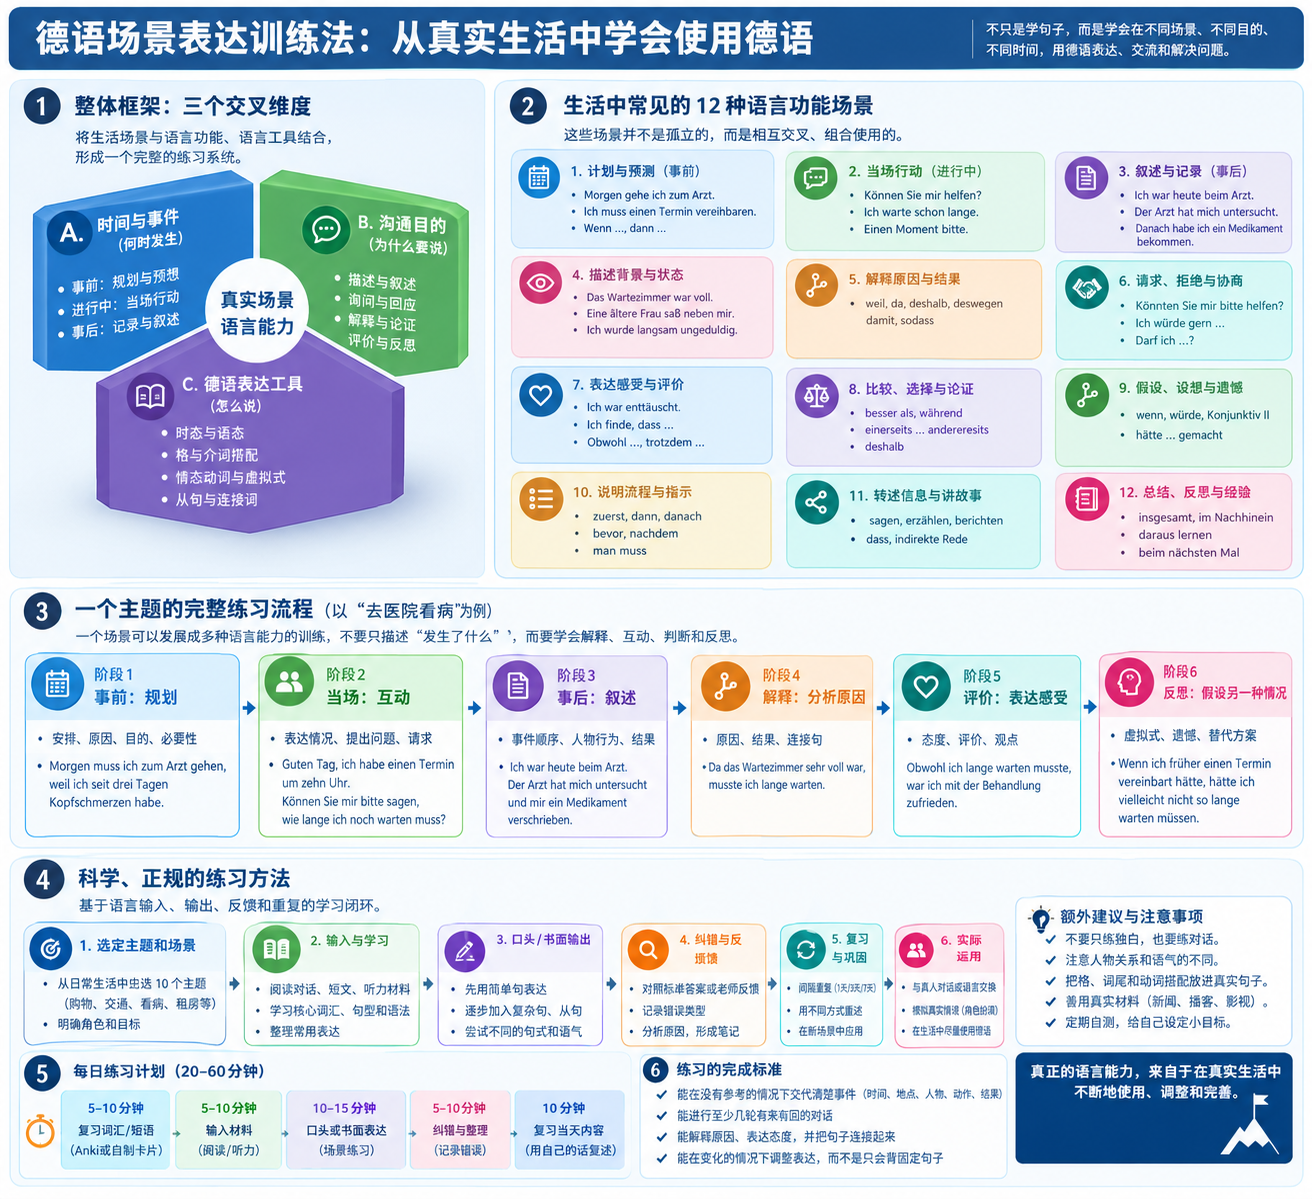 德语场景表达训练法：从真实生活中学会使用德语
不只是学句子，而是学会在不同场景、不同目的、
不同时间，用德语表达、交流和解决问题。
1 整体框架：三个交叉维度
将生活场景与语言功能、语言工具结合，
形成一个完整的练习系统。
A. 时间与事件
（何时发生）
• 事前：规划与预想
• 进行中：当场行动
• 事后：记录与叙述
B. 沟通目的
（为什么要说）
• 描述与叙述
• 询问与回应
• 解释与论证
评价与反思
真实场景
语言能力
C. 德语表达工具
（怎么说）
• 时态与语态
• 格与介词搭配
• 情态动词与虚拟式
• 从句与连接词
2 生活中常见的 12 种语言功能场景
这些场景并不是孤立的，而是相互交叉、组合使用的。
1. 计划与预测（事前）
• Morgen gehe ich zum Arzt.
• Ich muss einen Termin vereihbaren.
• Wenn ..., dann ...
2. 当场行动（进行中）
• Können Sie mir helfen?
• Ich warte schon lange.
• Einen Moment bitte.
3. 叙述与记录（事后）
• Ich war heute beim Arzt.
• Der Arzt hat mich untersucht.
• Danach habe ich ein Medikament
bekommen.
4. 描述背景与状态
• Das Wartezimmer war voll.
• Eine ältere Frau saß neben mir.
• Ich wurde langsam ungeduldig.
5. 解释原因与结果
• weil, da, deshalb, deswegen
damit, sodass
6. 请求、拒绝与协商
• Könnten Sie mir bitte helfen?
• Ich würde gern ...
• Darf ich ...?
7. 表达感受与评价
• Ich war enttäuscht.
• Ich finde, dass ...
• Obwohl ..., trotzdem ...
8. 比较、选择与论证
• besser als, während
• einerseits ... andereresits
• deshalb
9. 假设、设想与遗憾
• wenn, würde, Konjunktiv II
• hätte ... gemacht
10. 说明流程与指示
• zuerst, dann, danach
• bevor, nachdem
• man muss
11. 转述信息与讲故事
• sagen, erzählen, berichten
• dass, indirekte Rede
12. 总结、反思与经验
• insgesamt, im Nachhinein
• daraus lernen
• beim nächsten Mal
3 一个主题的完整练习流程（以“去医院看病”为例）
一个场景可以发展成多种语言能力的训练，不要只描述“发生了什么”’，而要学会解释、互动、判断和反思。
阶段1
事前：规划
• 安排、原因、目的、必要性
• Morgen muss ich zum Arzt gehen,
weil ich seit drei Tagen
Kopfschmerzen habe.
阶段2
当场：互动
• 表达情况、提出问题、请求
• Guten Tag, ich habe einen Termin
um zehn Uhr.
Können Sie mir bitte sagen,
wie lange ich noch warten muss?
阶段3
事后：叙述
• 事件顺序、人物行为、结果
• Ich war heute beim Arzt.
Der Arzt hat mich untersucht
und mir ein Medikament
verschrieben.
阶段4
解释：分析原因
• 原因、结果、连接句
• Da das Wartezimmer sehr voll war,
musste ich lange warten.
阶段5
评价：表达感受
• 态度、评价、观点
Obwohl ich lange warten musste,
war ich mit der Behandlung
zufrieden.
阶段6
反思：假设另一种情况
• 虚拟式、遗憾、替代方案
• Wenn ich früher einen Termin
vereinbart hätte, hätte ich
vielleicht nicht so lange
warten müssen.
4 科学、正规的练习方法
基于语言输入、输出、反馈和重复的学习闭环。
1. 选定主题和场景
• 从日常生活中选 10 个主题
（购物、交通、看病、租房等）
• 明确角色和目标
2. 输入与学习
• 阅读对话、短文、听力材料
• 学习核心词汇、句型和语法
• 整理常用表达
3. 口头/书面输出
• 先用简单句表达
• 逐步加入复杂句、从句
• 尝试不同的句式和语气
4. 纠错与反
馈
• 对照标准答案或老师反馈
• 记录错误类型
• 分析原因，形成笔记
5. 复习
与巩固
• 间隔重复 (1天/3天/7天)
• 用不同方式重述
• 在新场景中应用
6. 实际
运用
• 与真人对话或语言交换
• 模拟真实情境 (角色扮演)
• 在生活中尽量使用德语
额外建议与注意事项
✓ 不要只练独白，也要练对话。
✓ 注意人物关系和语气的不同。
✓ 把格、词尾和动词搭配放进真实句子。
✓ 善用真实材料（新闻、播客、影视）。
✓ 定期自测，给自己设定小目标。
5 每日练习计划（20–60分钟）
5–10分钟
复习词汇/短语
（Anki或自制卡片）
5–10分钟
输入材料
（阅读/听力）
10–15分钟
口头或书面表达
（场景练习）
5–10分钟
纠错与整理
（记录错误）
10分钟
复习当天内容
（用自己的话复述）
6 练习的完成标准
✓ 能在没有参考的情况下交代清楚事件（时间、地点、人物、动作、结果）
✓ 能进行至少几轮有来有回的对话
✓ 能解释原因、表达态度，并把句子连接起来
✓ 能在变化的情况下调整表达，而不是只会背固定句子
真正的语言能力，来自于在真实生活中
不断地使用、调整和完善。